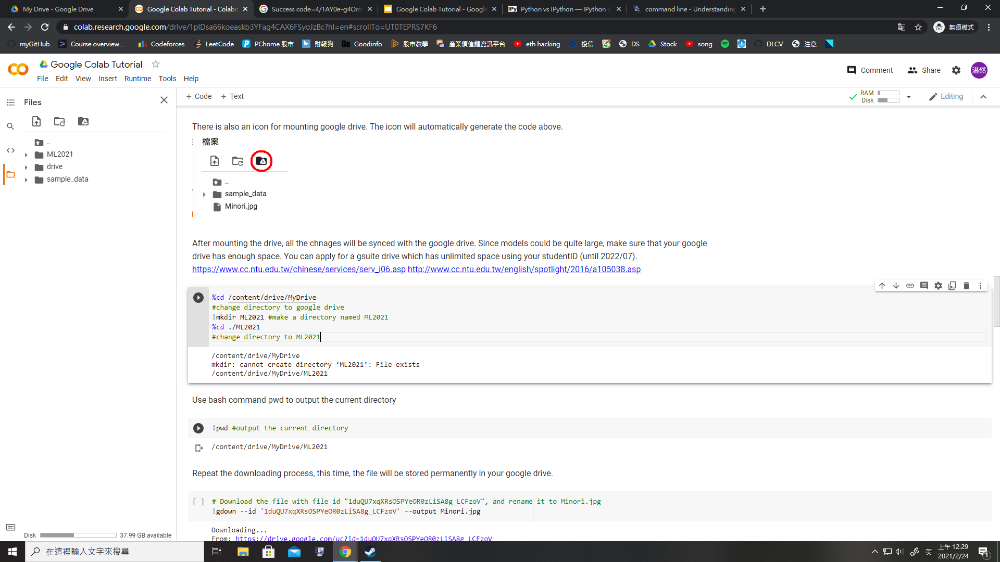 My Drive - Google Drive
Google Colab Tutorial - Colabo
Success code=4/1AY0e-g4Om
Google Colab Tutorial - Google
Python vs IPython — IPython 7
command line - Understanding
colab.research.google.com/drive/1pIDsa66koeaskb3YFag4CAX6FSyoJzBc?hl=en#scrollTo=UT0TEPRS7KF6
無痕模式
myGitHub
Course overview...
Codeforces
LeetCode
PChome 股市
財報狗
Goodinfo
股市教學
產業價值鏈資訊平台
eth hacking
投信
DS
Stock
song
DLCV
注意
Google Colab Tutorial
Comment
Share
湛然
File Edit View Insert Runtime Tools Help
Files
+ Code + Text
RAM
Disk
Editing
..
ML2021
drive
sample_data
There is also an icon for mounting google drive. The icon will automatically generate the code above.
檔案
..
sample_data
Minori.jpg
After mounting the drive, all the chnages will be synced with the google drive. Since models could be quite large, make sure that your google
drive has enough space. You can apply for a gsuite drive which has unlimited space using your studentID (until 2022/07).
https://www.cc.ntu.edu.tw/chinese/services/serv_i06.asp http://www.cc.ntu.edu.tw/english/spotlight/2016/a105038.asp
%cd /content/drive/MyDrive
#change directory to google drive
!mkdir ML2021 #make a directory named ML2021
%cd ./ML2021
#change directory to ML2021
/content/drive/MyDrive
mkdir: cannot create directory ‘ML2021’: File exists
/content/drive/MyDrive/ML2021
Use bash command pwd to output the current directory
!pwd #output the current directory
/content/drive/MyDrive/ML2021
Repeat the downloading process, this time, the file will be stored permanently in your google drive.
[ ] # Download the file with file_id "1duQU7xqXRsOSPYeOR0zLiSA8g_LCFzoV", and rename it to Minori.jpg
!gdown --id '1duQU7xqXRsOSPYeOR0zLiSA8g_LCFzoV' --output Minori.jpg
Downloading...
From: https://drive.google.com/uc?id=1duQU7xqXRsOSPYeOR0zLiSA8g_LCFzoV
Disk 37.99 GB available
在這裡輸入文字來搜尋
英
上午 12:29
2021/2/24
1